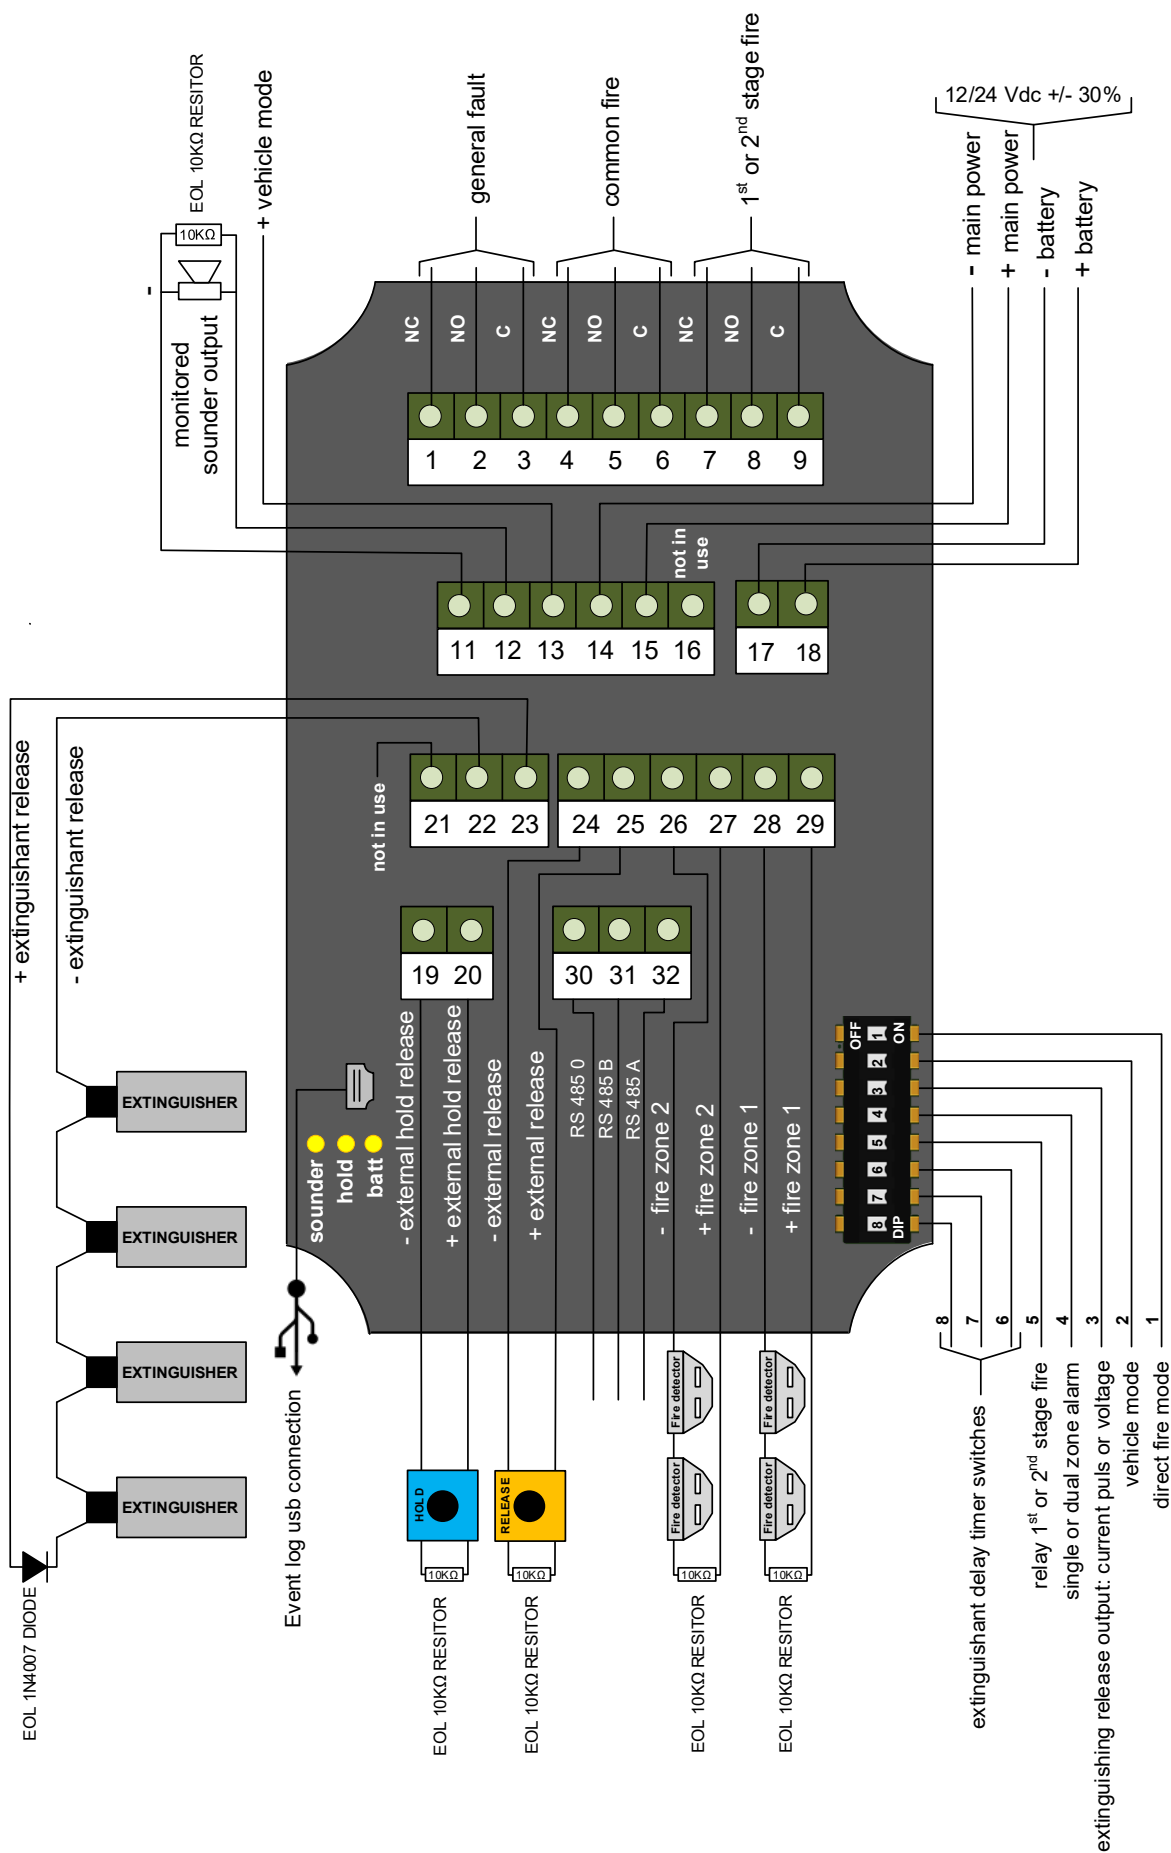 EOL 10KΩ RESITOR
10KΩ
-
monitored
sounder output
+ vehicle mode
general fault
common fire
1st or 2nd stage fire
12/24 Vdc +/- 30%
- main power
+ main power
- battery
+ battery
NC
NO
C
NC
NO
C
NC
NO
C
1
2
3
4
5
6
7
8
9
not in
use
11
12
13
14
15
16
17
18
+ extinguishant release
- extinguishant release
not in use
21
22
23
24
25
26
27
28
29
19
20
30
31
32
- external hold release
+ external hold release
- external release
+ external release
RS 485 0
RS 485 B
RS 485 A
- fire zone 2
+ fire zone 2
- fire zone 1
+ fire zone 1
sounder
hold
batt
OFF
ON
1
2
3
4
5
6
7
8
DIP
EXTINGUISHER
EXTINGUISHER
EXTINGUISHER
EXTINGUISHER
EOL 1N4007 DIODE
Event log usb connection
HOLD
RELEASE
Fire detector
Fire detector
Fire detector
Fire detector
10KΩ
10KΩ
10KΩ
10KΩ
EOL 10KΩ RESITOR
EOL 10KΩ RESITOR
EOL 10KΩ RESITOR
EOL 10KΩ RESITOR
8
7
6
5
4
3
2
1
extinguishant delay timer switches
relay 1st or 2nd stage fire
single or dual zone alarm
extinguishing release output: current puls or voltage
vehicle mode
direct fire mode